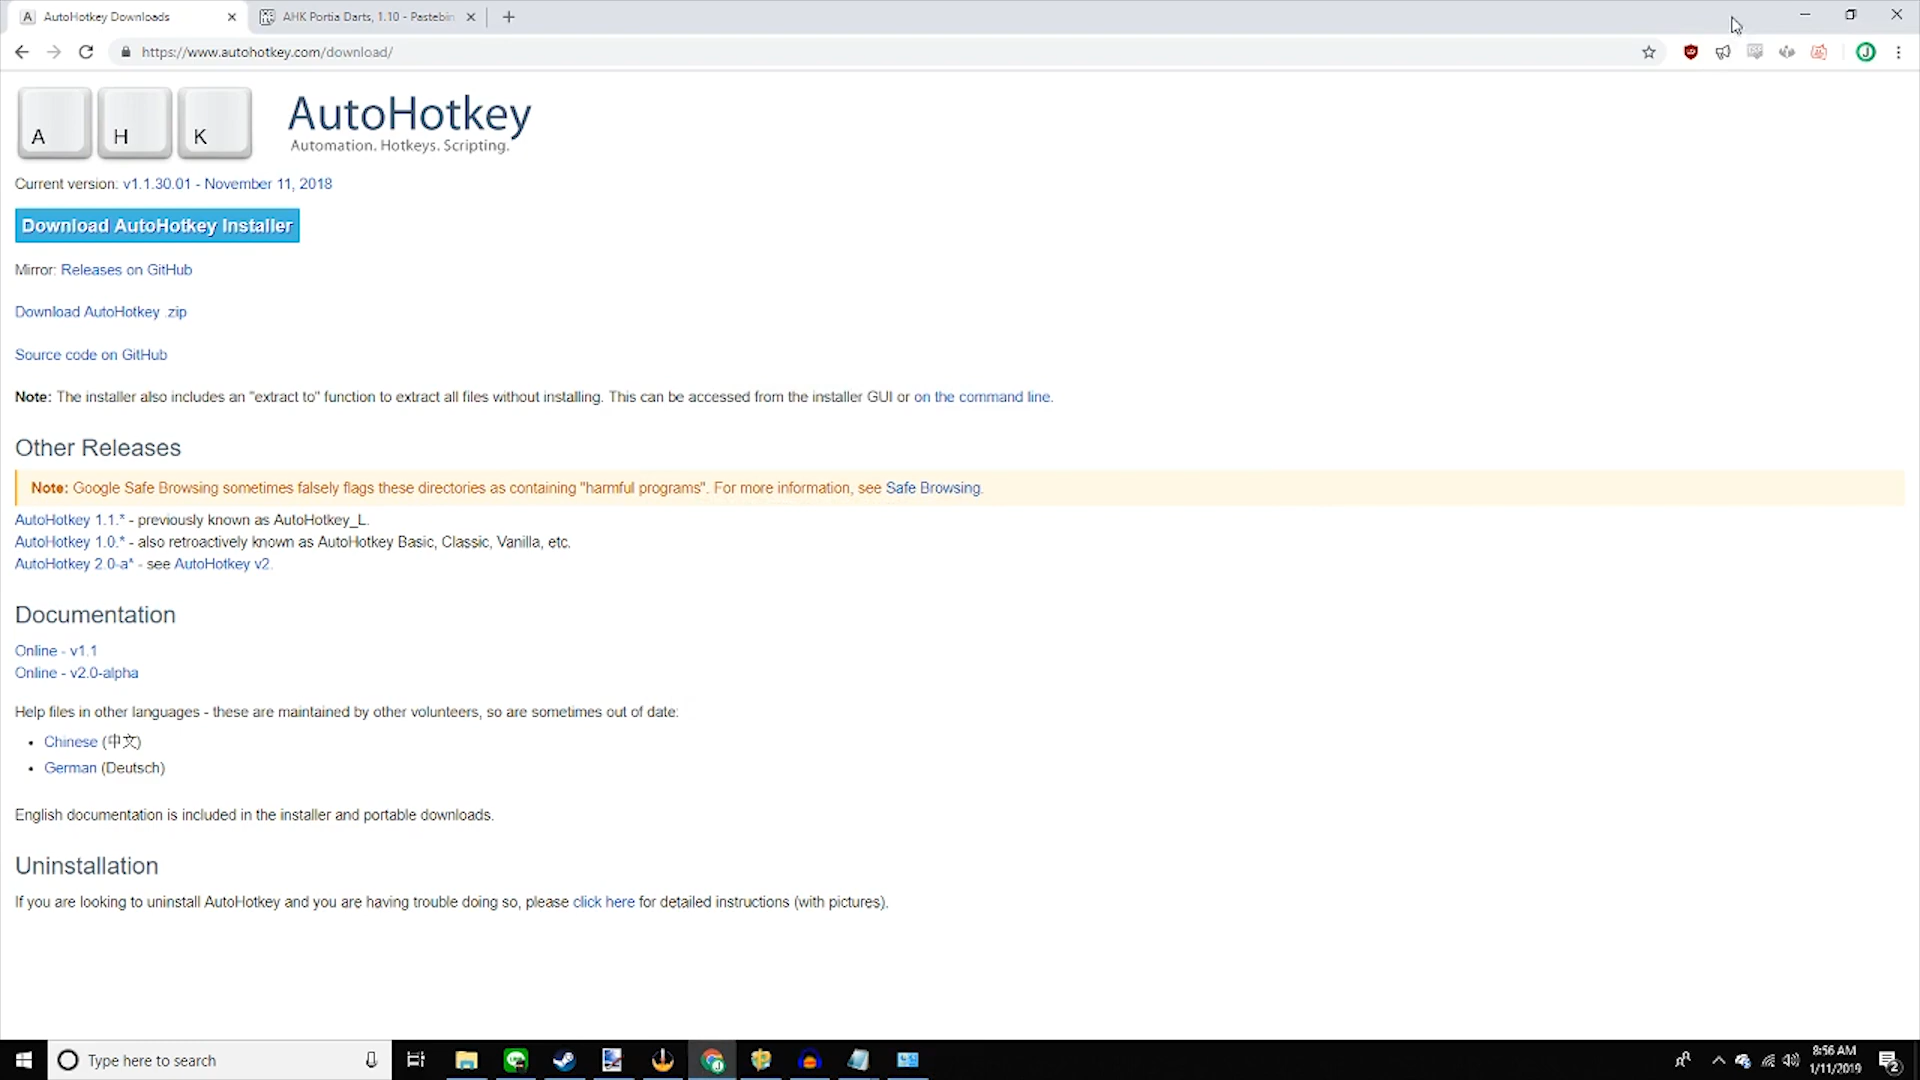 AutoHotkey Downloads
AHK Portia Darts, 1.10 - Pastebin
https://www.autohotkey.com/download/
J
A H K
AutoHotkey
Automation. Hotkeys. Scripting.
Current version: v1.1.30.01 - November 11, 2018
Download AutoHotkey Installer
Mirror: Releases on GitHub
Download AutoHotkey .zip
Source code on GitHub
Note: The installer also includes an "extract to" function to extract all files without installing. This can be accessed from the installer GUI or on the command line.
Other Releases
Note: Google Safe Browsing sometimes falsely flags these directories as containing "harmful programs". For more information, see Safe Browsing.
AutoHotkey 1.1.* - previously known as AutoHotkey_L.
AutoHotkey 1.0.* - also retroactively known as AutoHotkey Basic, Classic, Vanilla, etc.
AutoHotkey 2.0-a* - see AutoHotkey v2.
Documentation
Online - v1.1
Online - v2.0-alpha
Help files in other languages - these are maintained by other volunteers, so are sometimes out of date:
• Chinese (中文)
• German (Deutsch)
English documentation is included in the installer and portable downloads.
Uninstallation
If you are looking to uninstall AutoHotkey and you are having trouble doing so, please click here for detailed instructions (with pictures).
Type here to search
8:56 AM
1/11/2019
2